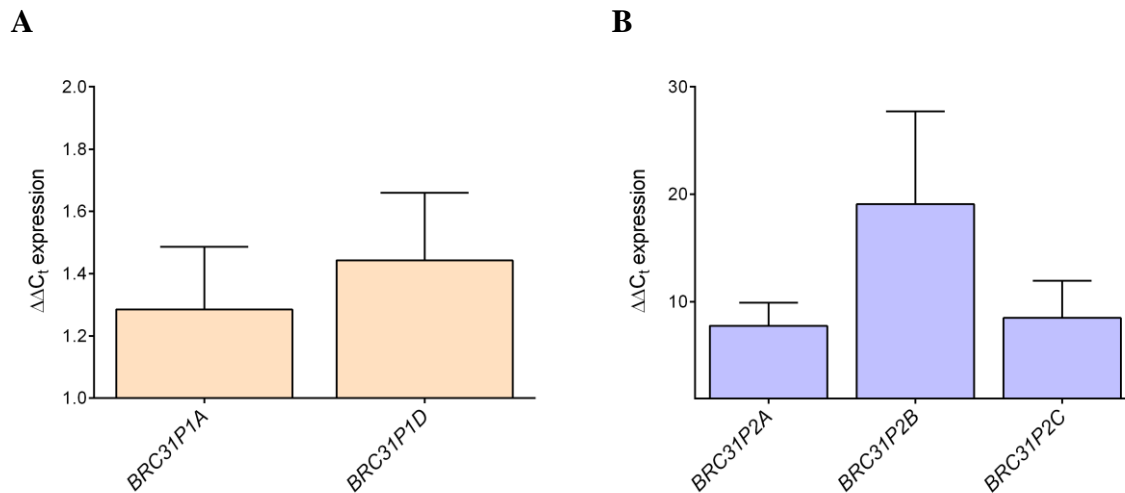 A
B
2.0
1.8
1.6
1.4
1.2
1.0
ΔΔCt expression
BRC31P1A
BRC31P1D
30
20
10
ΔΔCt expression
BRC31P2A
BRC31P2B
BRC31P2C